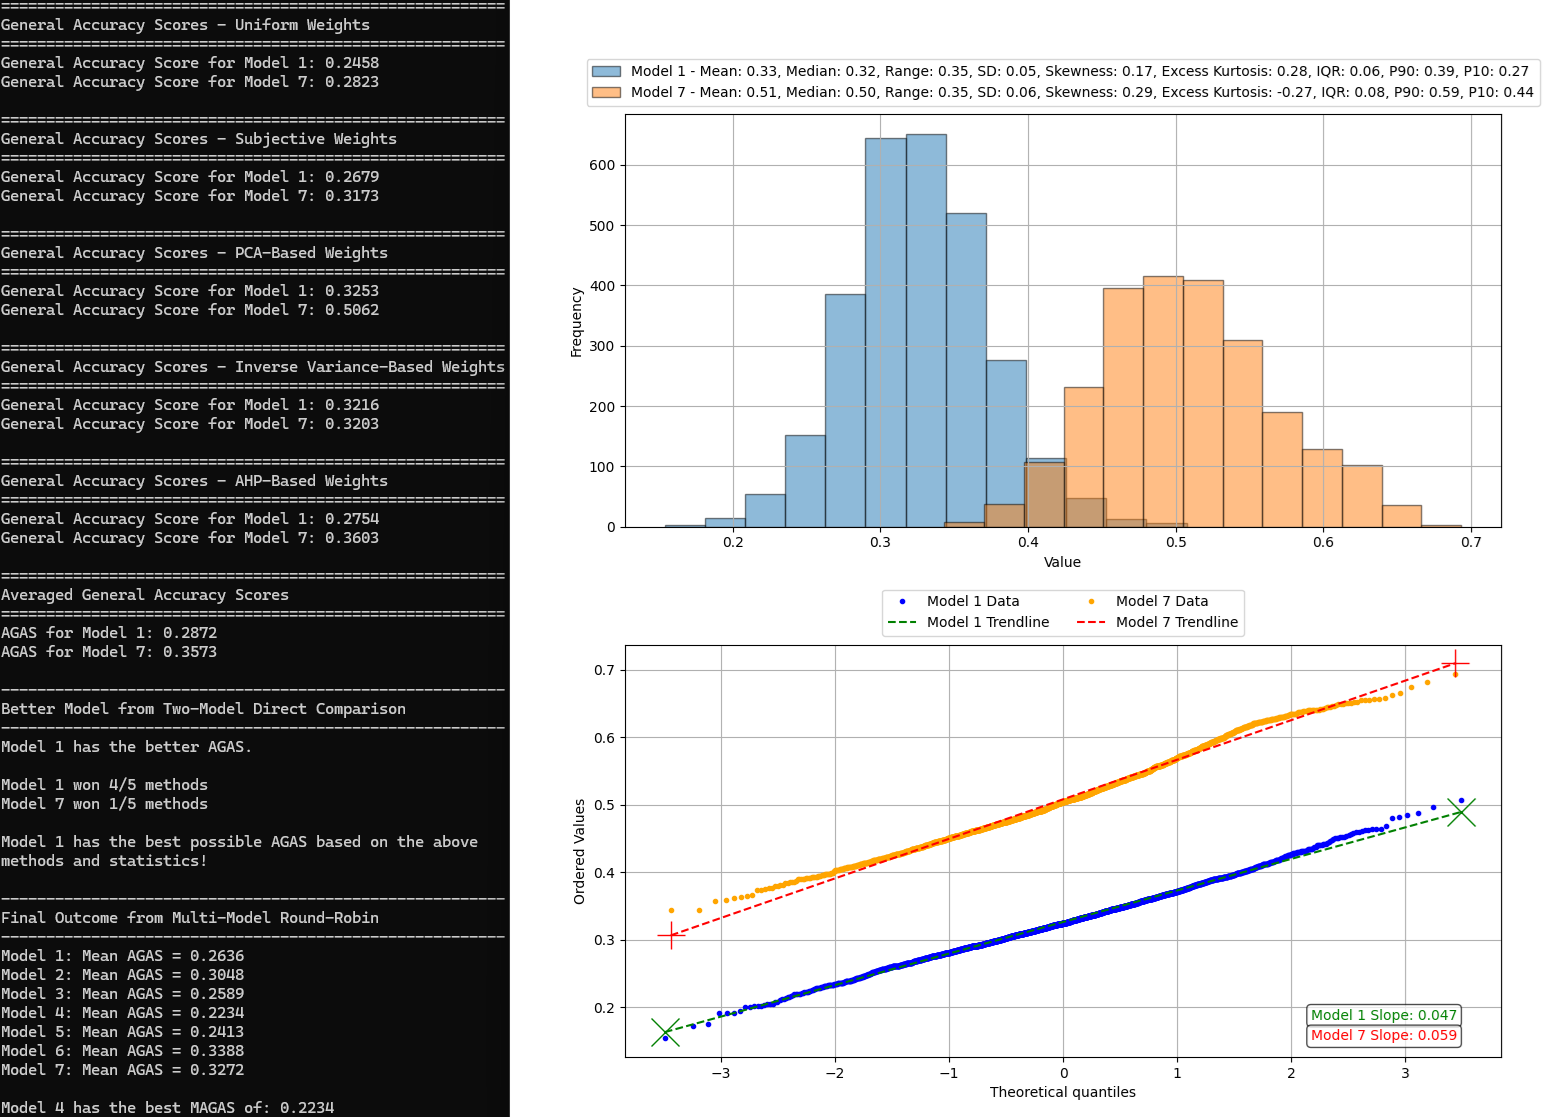 ==================================================
General Accuracy Scores - Uniform Weights
==================================================
General Accuracy Score for Model 1: 0.2458
General Accuracy Score for Model 7: 0.2823
==================================================
General Accuracy Scores - Subjective Weights
==================================================
General Accuracy Score for Model 1: 0.2679
General Accuracy Score for Model 7: 0.3173
==================================================
General Accuracy Scores - PCA-Based Weights
==================================================
General Accuracy Score for Model 1: 0.3253
General Accuracy Score for Model 7: 0.5062
==================================================
General Accuracy Scores - Inverse Variance-Based Weights
==================================================
General Accuracy Score for Model 1: 0.3216
General Accuracy Score for Model 7: 0.3203
==================================================
General Accuracy Scores - AHP-Based Weights
==================================================
General Accuracy Score for Model 1: 0.2754
General Accuracy Score for Model 7: 0.3603
==================================================
Averaged General Accuracy Scores
==================================================
AGAS for Model 1: 0.2872
AGAS for Model 7: 0.3573
--------------------------------------------------
Better Model from Two-Model Direct Comparison
--------------------------------------------------
Model 1 has the better AGAS.
Model 1 won 4/5 methods
Model 7 won 1/5 methods
Model 1 has the best possible AGAS based on the above
methods and statistics!
--------------------------------------------------
Final Outcome from Multi-Model Round-Robin
--------------------------------------------------
Model 1: Mean AGAS = 0.2636
Model 2: Mean AGAS = 0.3048
Model 3: Mean AGAS = 0.2589
Model 4: Mean AGAS = 0.2234
Model 5: Mean AGAS = 0.2413
Model 6: Mean AGAS = 0.3388
Model 7: Mean AGAS = 0.3272
Model 4 has the best MAGAS of: 0.2234
Model 1 - Mean: 0.33, Median: 0.32, Range: 0.35, SD: 0.05, Skewness: 0.17, Excess Kurtosis: 0.28, IQR: 0.06, P90: 0.39, P10: 0.27
Model 7 - Mean: 0.51, Median: 0.50, Range: 0.35, SD: 0.06, Skewness: 0.29, Excess Kurtosis: -0.27, IQR: 0.08, P90: 0.59, P10: 0.44
Frequency
600
500
400
300
200
100
0
0.2 0.3 0.4 0.5 0.6 0.7
Value
Model 1 Data Model 7 Data
Model 1 Trendline Model 7 Trendline
Ordered Values
0.7
0.6
0.5
0.4
0.3
0.2
Model 1 Slope: 0.047
Model 7 Slope: 0.059
−3 −2 −1 0 1 2 3
Theoretical quantiles